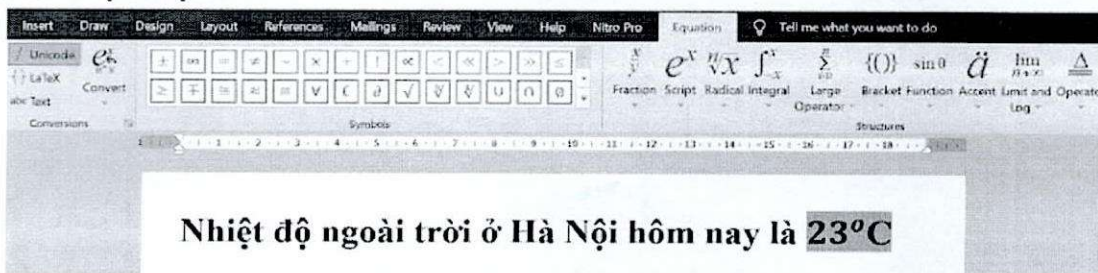 Insert Draw Design Layout References Mailings Review View Help Nitro Pro Equation Tell me what you want to do
Unicode
{} LaTeX
abc Text
Convert
Conversions
Symbols
Fraction Script Radical Integral Large Operator Bracket Function Accent Limit and Log Operato
Structures
Nhiệt độ ngoài trời ở Hà Nội hôm nay là 23°C